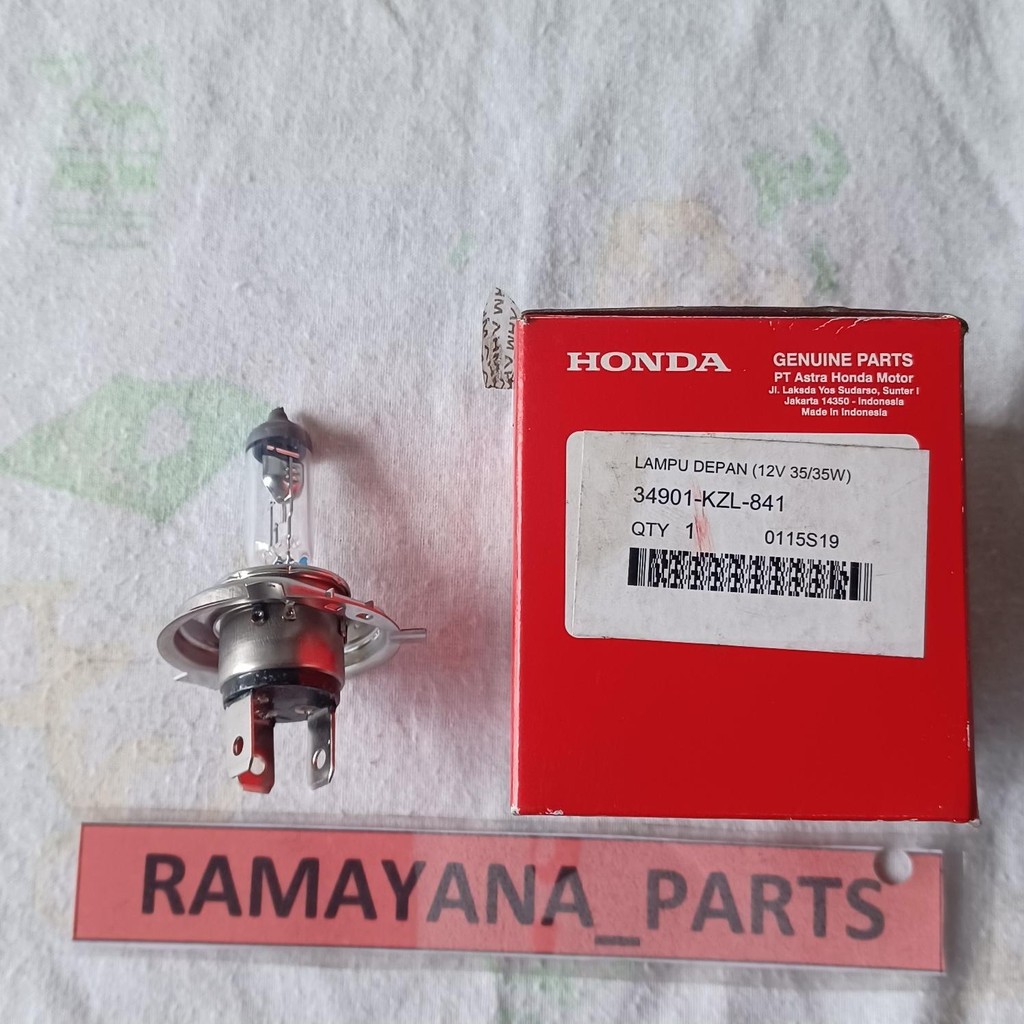 HONDA
GENUINE PARTS
PT Astra Honda Motor
Jl. Laksda Yos Sudarso, Sunter I
Jakarta 14350 - Indonesia
Made in Indonesia
LAMPU DEPAN (12V 35/35W)
34901-KZL-841
QTY 1
0115S19
RAMAYANA_PARTS